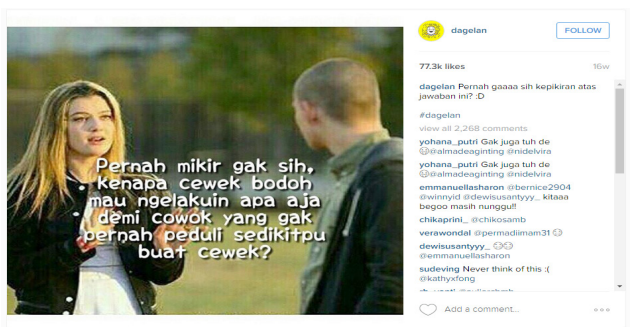 dagelan
FOLLOW
77.3k likes
16w
dagelan Pernah gaaaa sih kepikiran atas
jawaban ini? :D
#dagelan
view all 2,268 comments
yohana_putri Gak juga tuh de
@almadeaginting @nidelvira
yohana_putri Gak juga tuh de
@almadeaginting @nidelvira
emmanuellasharon @bernice2904
@winnyid @dewisusantyyy_ kitaaa
begoo masih nunggu!!
chikaprini_ @chikosamb
verawondal @permadiimam31
dewisusantyyy_
@emmanuellasharon
sudeving Never think of this :(
@kathyxfong
Add a comment...
Pernah mikir gak sih,
kenapa cewek bodoh
mau ngelakuin apa aja
demi cowok yang gak
pernah peduli sedikitpu
buat cewek?